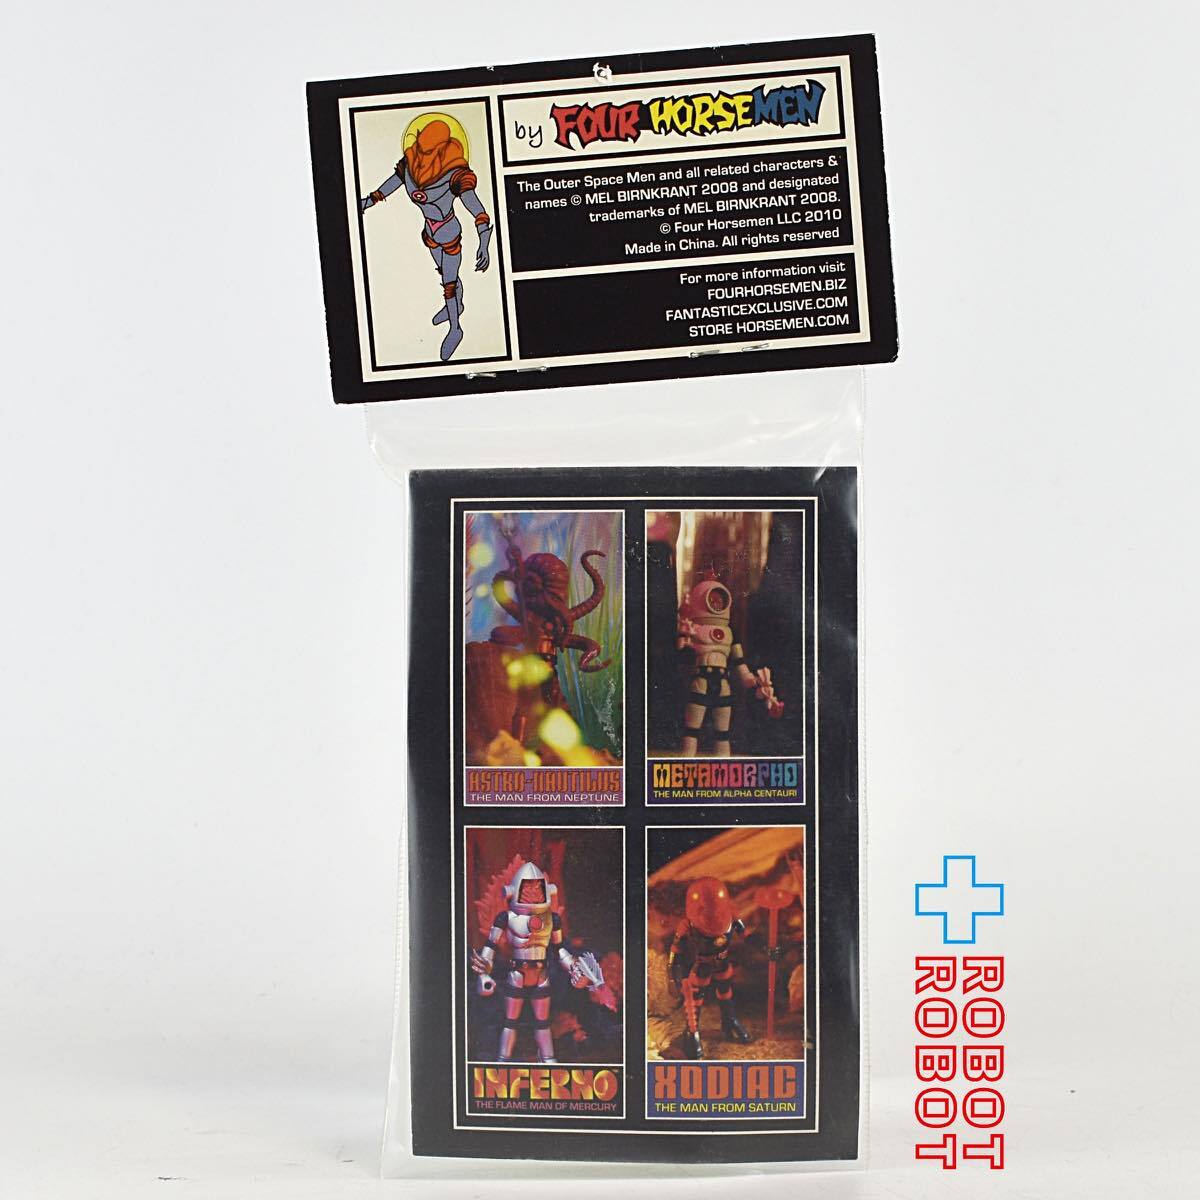 by FOUR HORSEMEN
The Outer Space Men and all related characters &
names © MEL BIRNKRANT 2008 and designated
trademarks of MEL BIRNKRANT 2008.
© Four Horsemen LLC 2010
Made in China. All rights reserved
For more information visit
FOURHORSEMEN.BIZ
FANTASTICEXCLUSIVE.COM
STORE HORSEMEN.COM
ASTRO-NAUTILUS
THE MAN FROM NEPTUNE
METAMORPHO
THE MAN FROM ALPHA CENTAURI
INFERNO
THE FLAME MAN OF MERCURY
XODIAC
THE MAN FROM SATURN
ROBOT
ROBOT